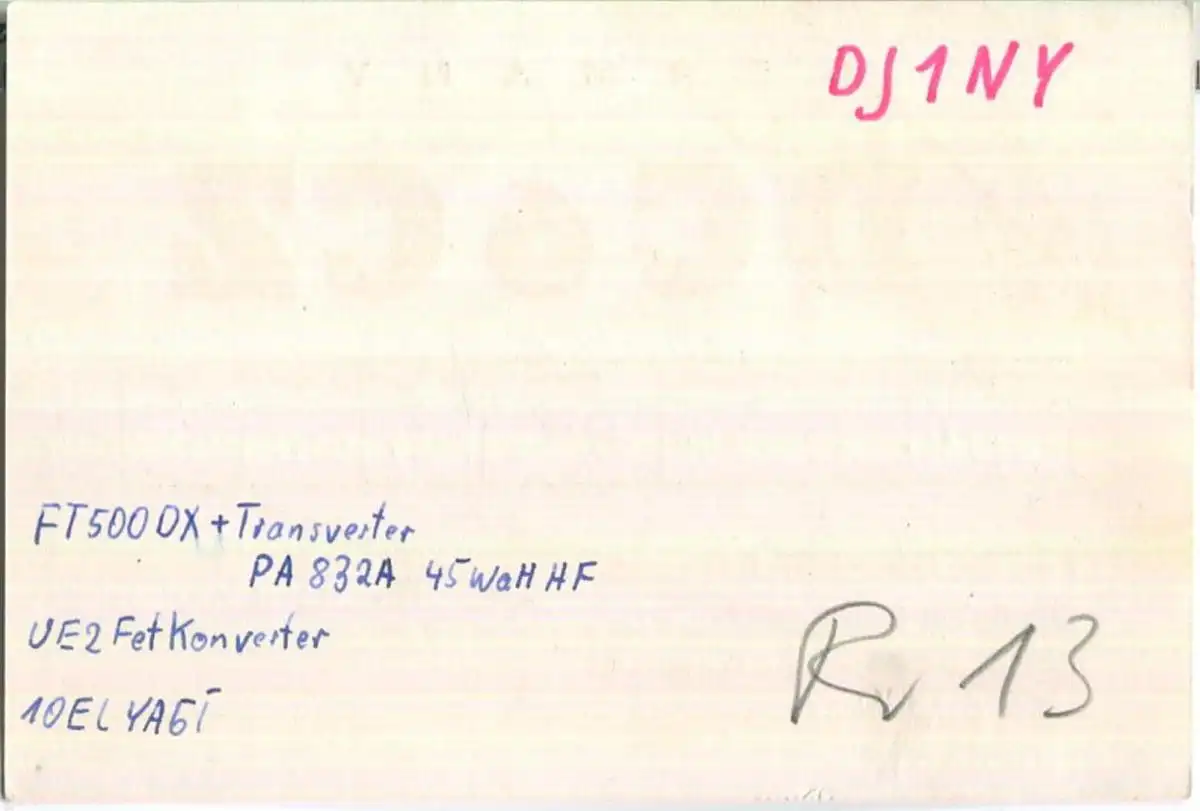 DJ1NY
FT500DX + Transverter
PA 832A 45 Watt HF
UE2 Fet Konverter
10EL YAGI
13